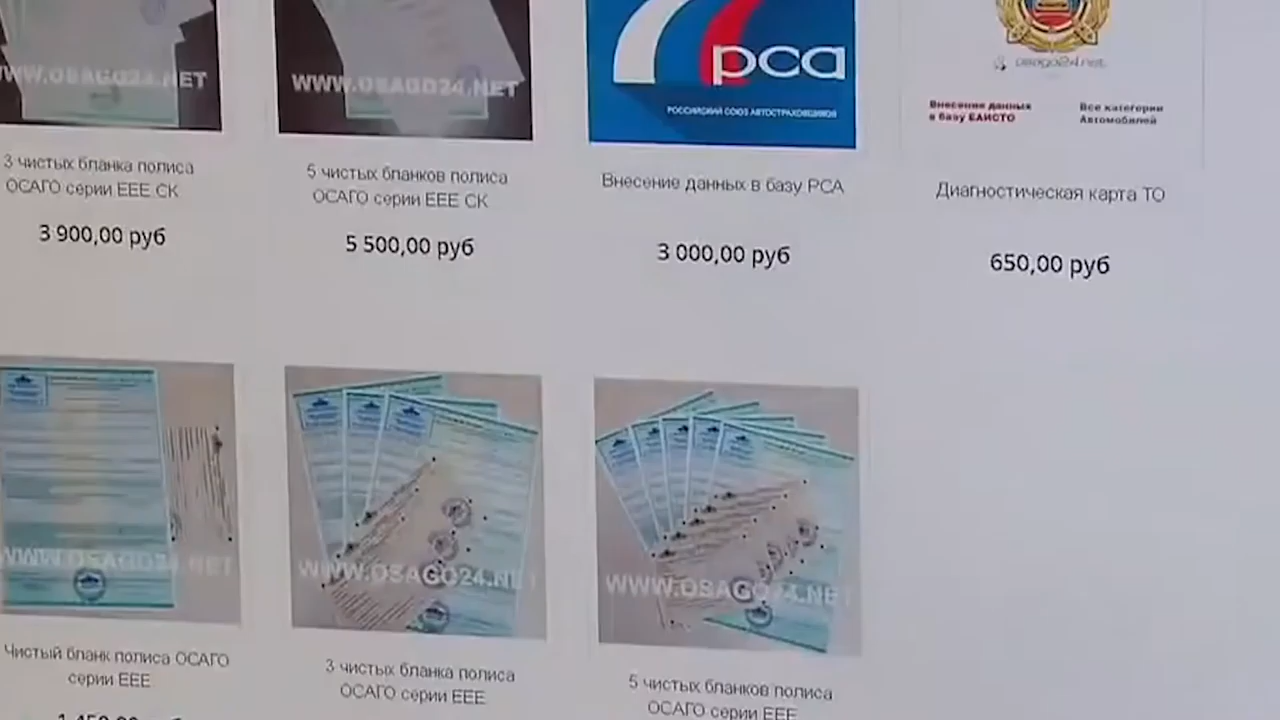 WWW.OSAGO24.NET
WWW.OSAGO24.NET
рса
РОССИЙСКИЙ СОЮЗ АВТОСТРАХОВЩИКОВ
osago24.net
Внесение данных
в базу ЕАИСТО
Все категории
Автомобилей
3 чистых бланка полиса
ОСАГО серии ЕЕЕ СК
3 900,00 руб
5 чистых бланков полиса
ОСАГО серии ЕЕЕ СК
5 500,00 руб
Внесение данных в базу РСА
3 000,00 руб
Диагностическая карта ТО
650,00 руб
WWW.OSAGO24.NET
WWW.OSAGO24.NET
WWW.OSAGO24.NET
Чистый бланк полиса ОСАГО
серии ЕЕЕ
3 чистых бланка полиса
ОСАГО серии ЕЕЕ
5 чистых бланков полиса
ОСАГО серии ЕЕЕ